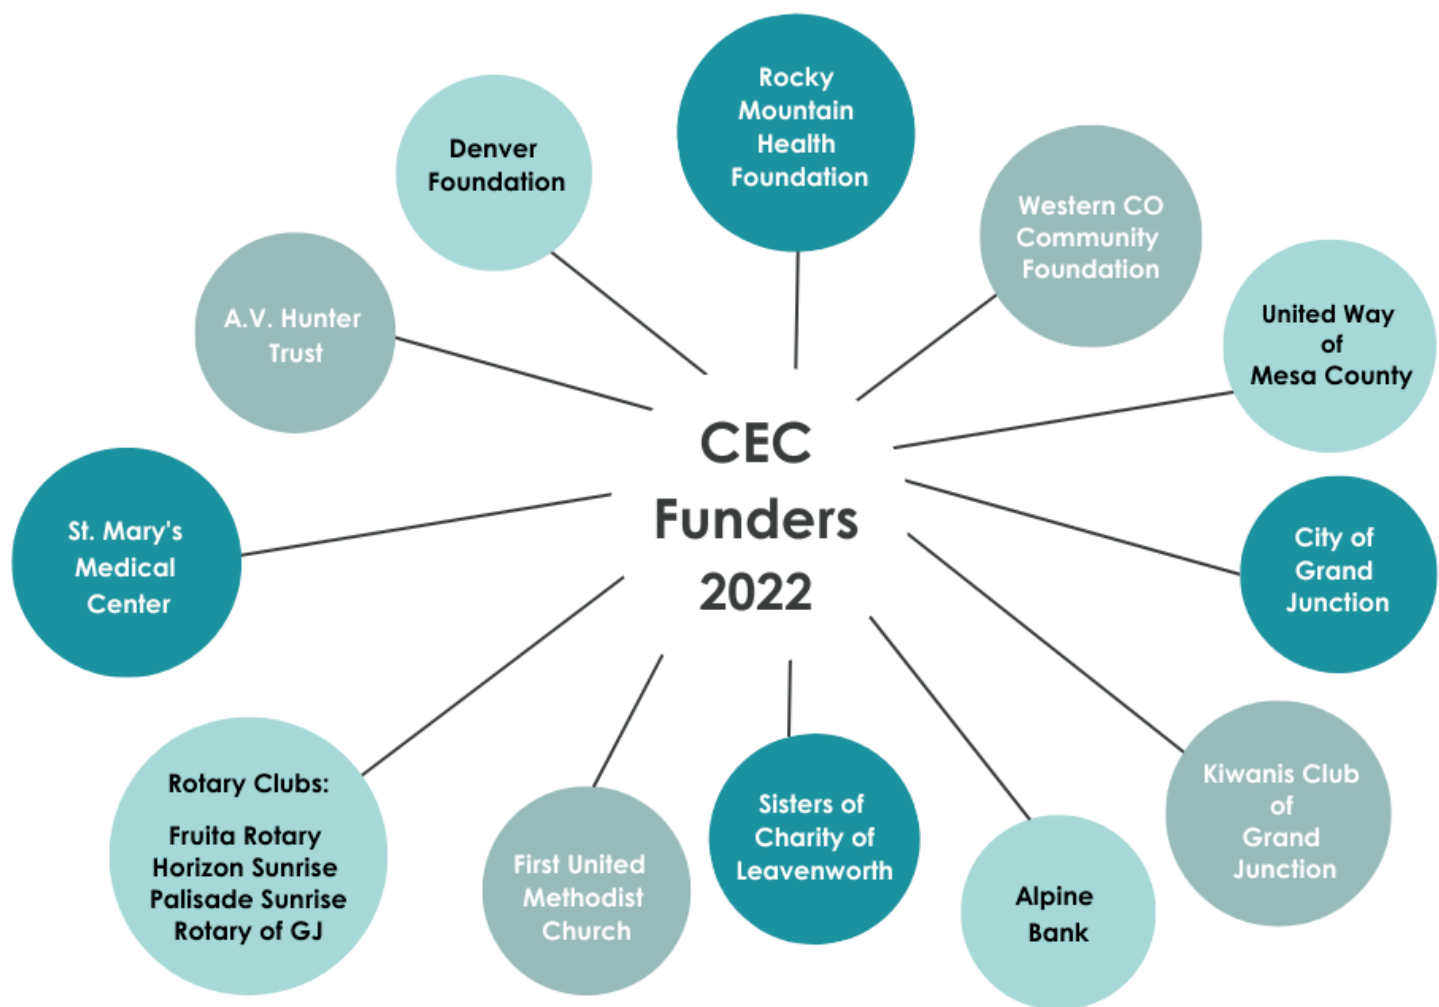 CEC
Funders
2022
Rocky
Mountain
Health
Foundation
Western CO
Community
Foundation
United Way
of
Mesa County
City of
Grand
Junction
Kiwanis Club
of
Grand
Junction
Alpine
Bank
Sisters of
Charity of
Leavenworth
First United
Methodist
Church
Rotary Clubs:
Fruita Rotary
Horizon Sunrise
Palisade Sunrise
Rotary of GJ
St. Mary's
Medical
Center
A.V. Hunter
Trust
Denver
Foundation